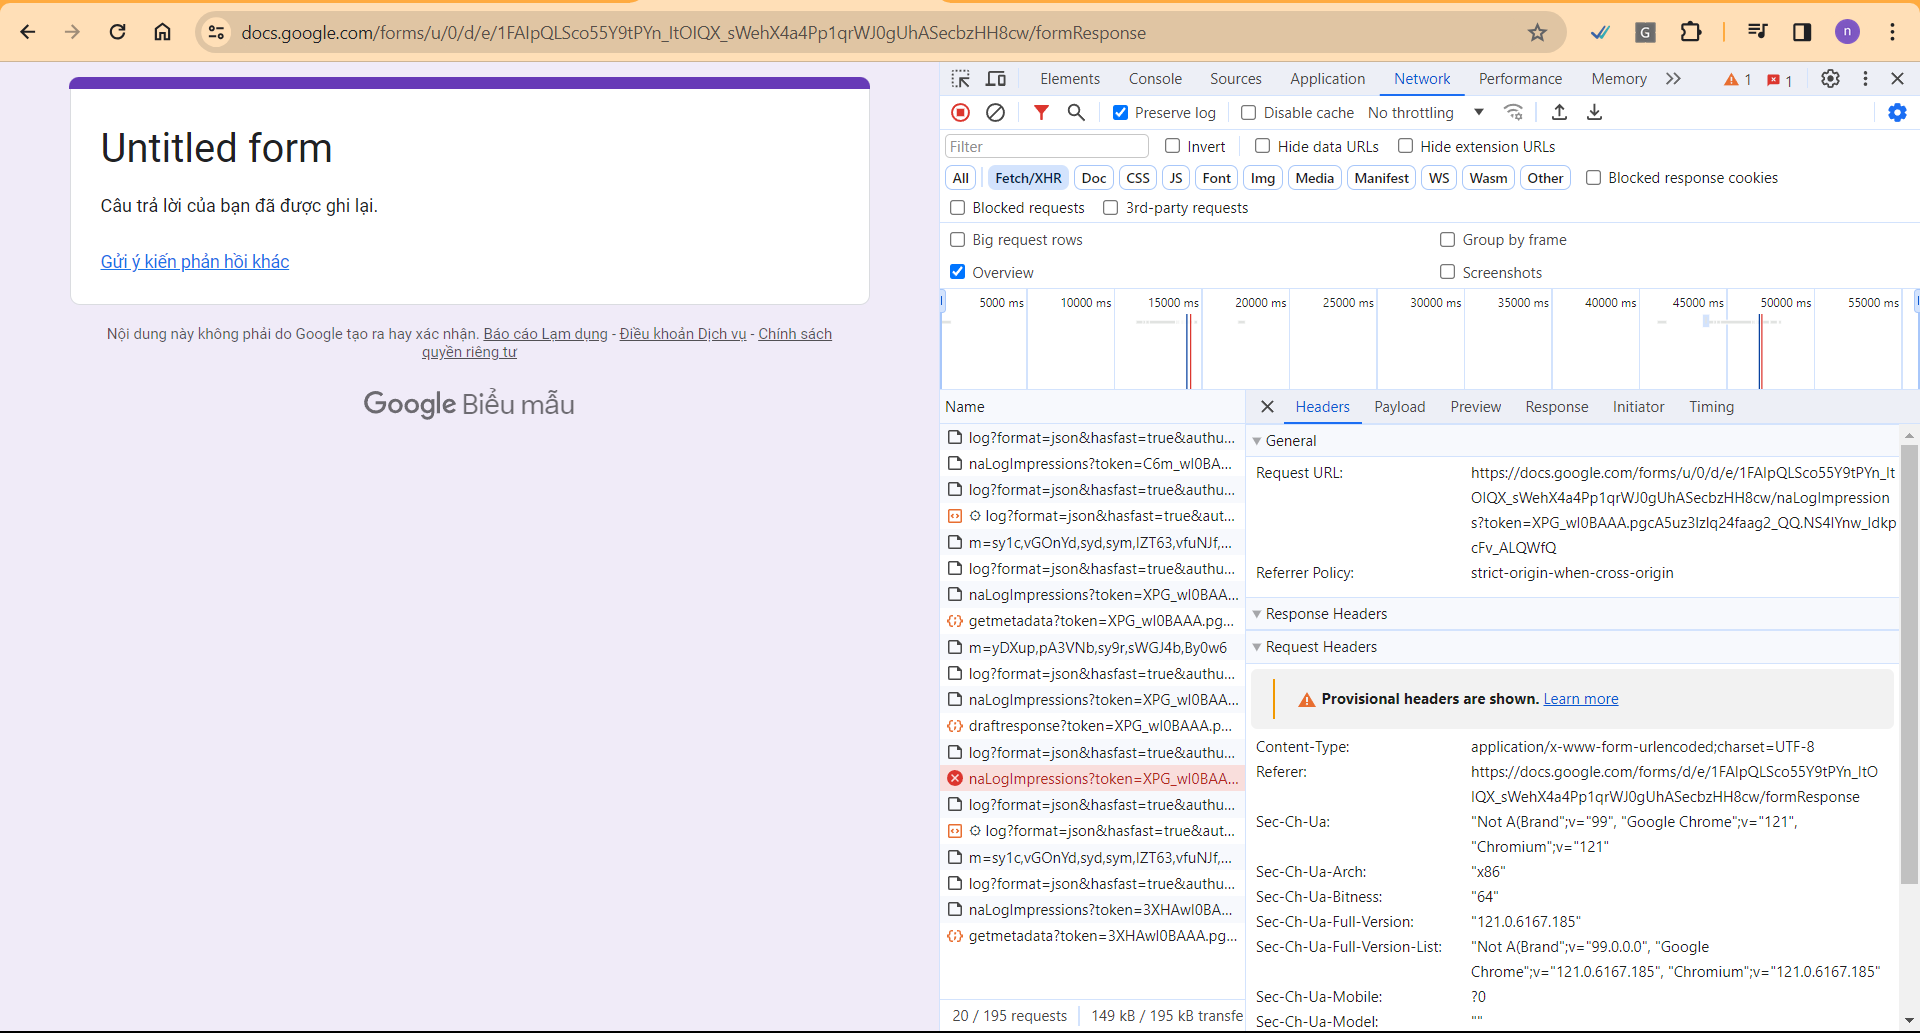 docs.google.com/forms/u/0/d/e/1FAIpQLSco55Y9tPYn_ItOIQX_sWehX4a4Pp1qrWJ0gUhASecbzHH8cw/formResponse
G
n
Untitled form
Câu trả lời của bạn đã được ghi lại.
Gửi ý kiến phản hồi khác
Nội dung này không phải do Google tạo ra hay xác nhận. Báo cáo Lạm dụng - Điều khoản Dịch vụ - Chính sách
quyền riêng tư
Google Biểu mẫu
Elements Console Sources Application Network Performance Memory 1 1
Preserve log Disable cache No throttling
Filter Invert Hide data URLs Hide extension URLs
All Fetch/XHR Doc CSS JS Font Img Media Manifest WS Wasm Other Blocked response cookies
Blocked requests 3rd-party requests
Big request rows Group by frame
Overview Screenshots
5000 ms 10000 ms 15000 ms 20000 ms 25000 ms 30000 ms 35000 ms 40000 ms 45000 ms 50000 ms 55000 ms
Name
log?format=json&hasfast=true&authu...
naLogImpressions?token=C6m_wI0BA...
log?format=json&hasfast=true&authu...
log?format=json&hasfast=true&aut...
m=sy1c,vGOnYd,syd,sym,IZT63,vfuNJf,...
log?format=json&hasfast=true&authu...
naLogImpressions?token=XPG_wI0BAA...
getmetadata?token=XPG_wI0BAAA.pg...
m=yDXup,pA3VNb,sy9r,sWGJ4b,By0w6
log?format=json&hasfast=true&authu...
naLogImpressions?token=XPG_wI0BAA...
draftresponse?token=XPG_wI0BAAA.p...
log?format=json&hasfast=true&authu...
naLogImpressions?token=XPG_wI0BAA...
log?format=json&hasfast=true&authu...
log?format=json&hasfast=true&aut...
m=sy1c,vGOnYd,syd,sym,IZT63,vfuNJf,...
log?format=json&hasfast=true&authu...
naLogImpressions?token=3XHAwI0BA...
getmetadata?token=3XHAwI0BAAA.pg...
20 / 195 requests 149 kB / 195 kB transfe
Headers Payload Preview Response Initiator Timing
General
Request URL: https://docs.google.com/forms/u/0/d/e/1FAIpQLSco55Y9tPYn_It
OIQX_sWehX4a4Pp1qrWJ0gUhASecbzHH8cw/naLogImpression
s?token=XPG_wI0BAAA.pgcA5uz3IzIq24faag2_QQ.NS4IYnw_Idkp
cFv_ALQWfQ
Referrer Policy: strict-origin-when-cross-origin
Response Headers
Request Headers
Provisional headers are shown. Learn more
Content-Type: application/x-www-form-urlencoded;charset=UTF-8
Referer: https://docs.google.com/forms/d/e/1FAIpQLSco55Y9tPYn_ItO
IQX_sWehX4a4Pp1qrWJ0gUhASecbzHH8cw/formResponse
Sec-Ch-Ua: "Not A(Brand";v="99", "Google Chrome";v="121",
"Chromium";v="121"
Sec-Ch-Ua-Arch: "x86"
Sec-Ch-Ua-Bitness: "64"
Sec-Ch-Ua-Full-Version: "121.0.6167.185"
Sec-Ch-Ua-Full-Version-List: "Not A(Brand";v="99.0.0.0", "Google
Chrome";v="121.0.6167.185", "Chromium";v="121.0.6167.185"
Sec-Ch-Ua-Mobile: ?0
Sec-Ch-Ua-Model: ""